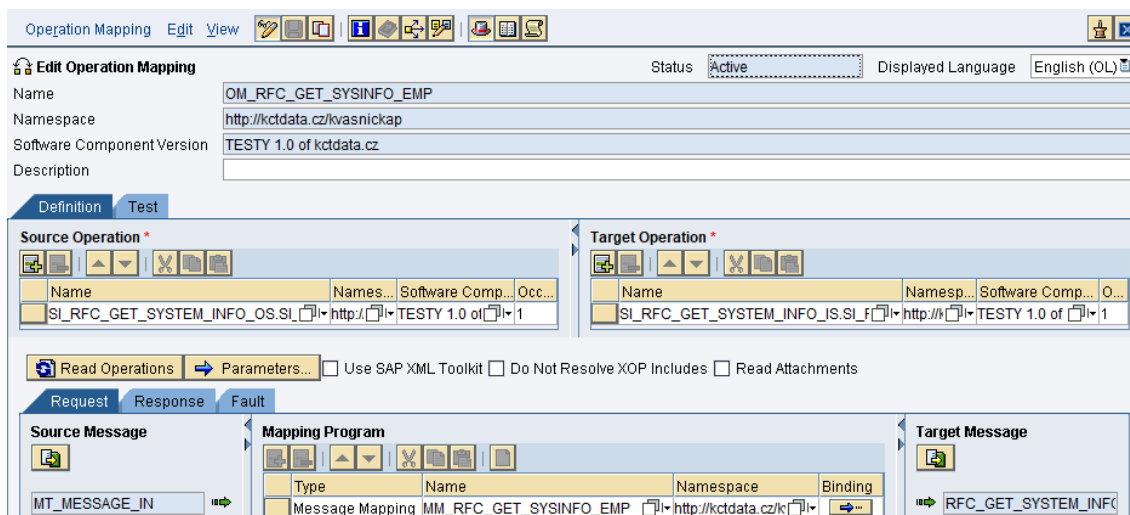 Operation Mapping Edit View
Edit Operation Mapping Status Active Displayed Language English (OL)
Name OM_RFC_GET_SYSINFO_EMP
Namespace http://kctdata.cz/kvasnickap
Software Component Version TESTY 1.0 of kctdata.cz
Description
Definition Test
Source Operation * Target Operation *
Name Names... Software Comp... Occ... Name Namesp... Software Comp... O...
SI_RFC_GET_SYSTEM_INFO_OS.SI_ http:/ TESTY 1.0 of 1 SI_RFC_GET_SYSTEM_INFO_IS.SI_F http://k TESTY 1.0 of 1
Read Operations Parameters... Use SAP XML Toolkit Do Not Resolve XOP Includes Read Attachments
Request Response Fault
Source Message Mapping Program Target Message
Type Name Namespace Binding
MT_MESSAGE_IN Message Mapping MM_RFC_GET_SYSINFO_EMP http://kctdata.cz/k RFC_GET_SYSTEM_INFO